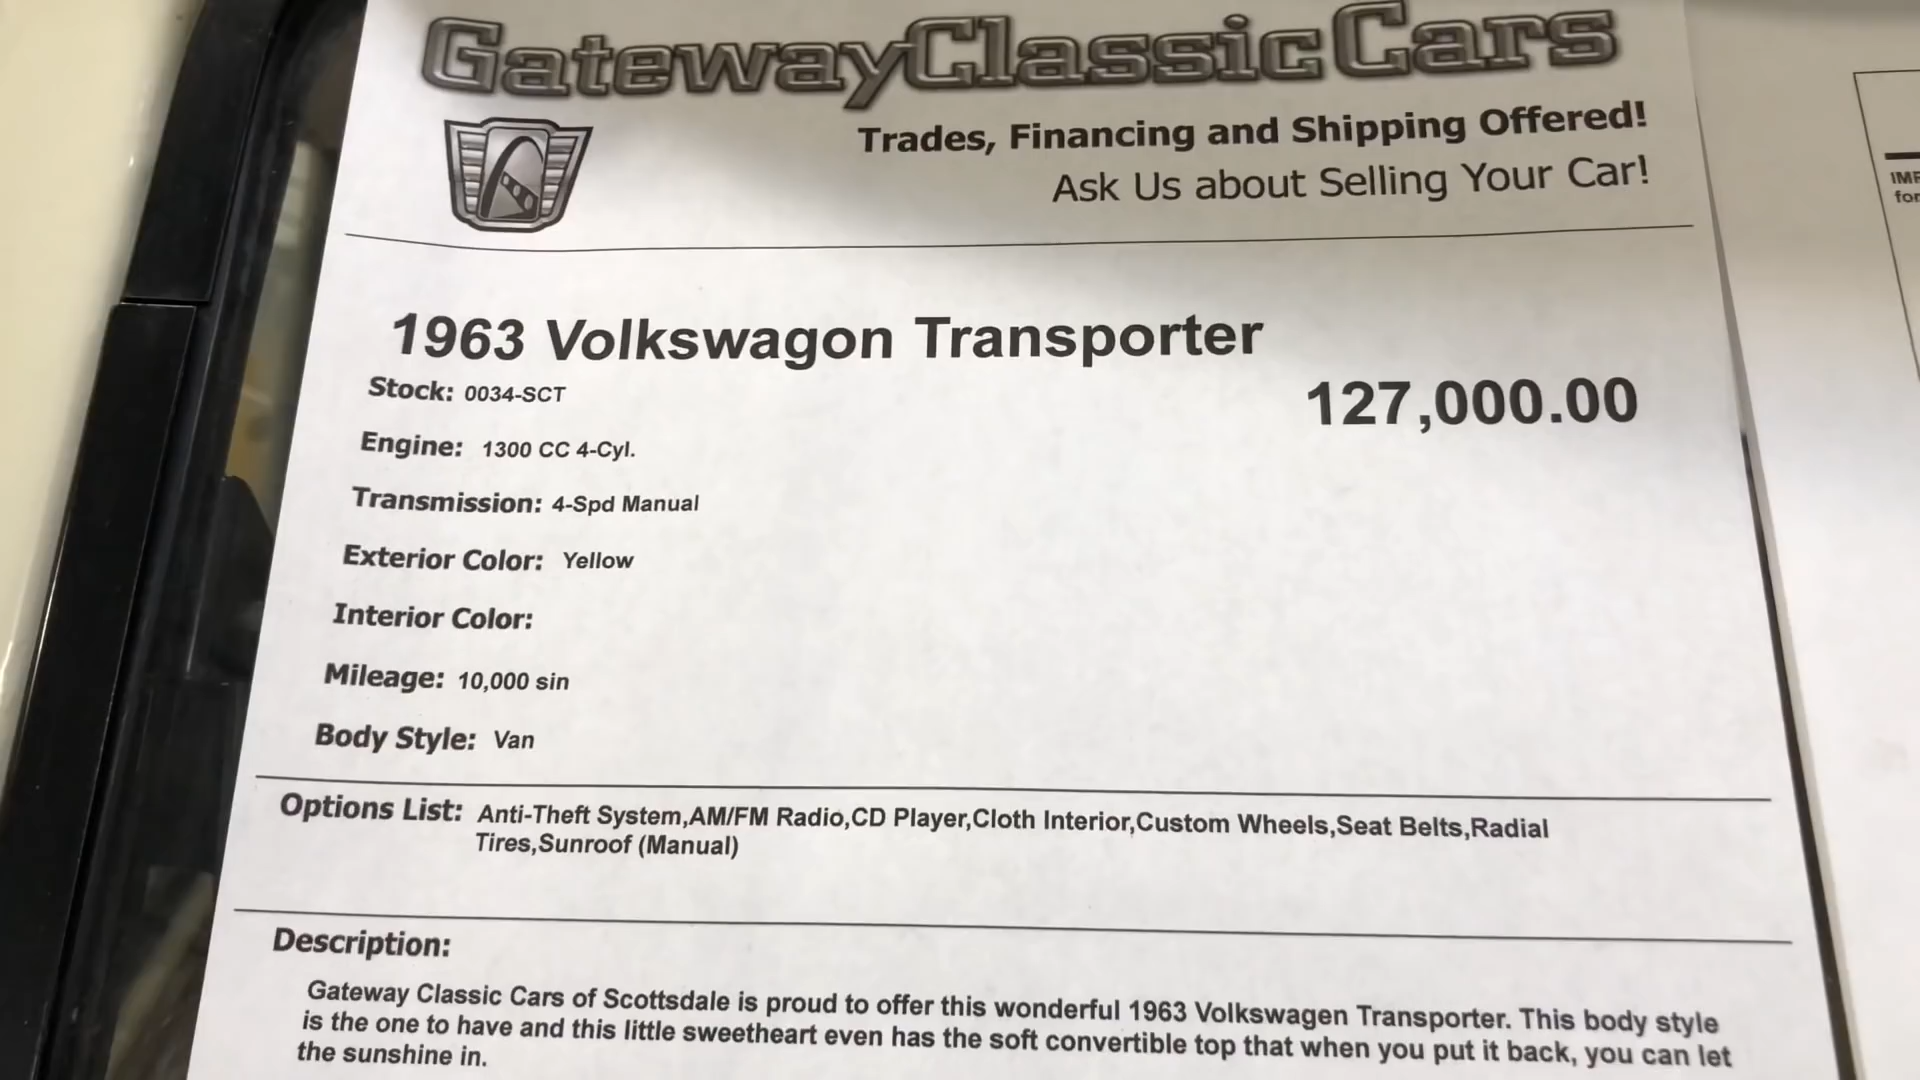 GatewayClassicCars
Trades, Financing and Shipping Offered!
Ask Us about Selling Your Car!
1963 Volkswagon Transporter
127,000.00
Stock: 0034-SCT
Engine: 1300 CC 4-Cyl.
Transmission: 4-Spd Manual
Exterior Color: Yellow
Interior Color:
Mileage: 10,000 sin
Body Style: Van
Options List: Anti-Theft System,AM/FM Radio,CD Player,Cloth Interior,Custom Wheels,Seat Belts,Radial
Tires,Sunroof (Manual)
Description:
Gateway Classic Cars of Scottsdale is proud to offer this wonderful 1963 Volkswagen Transporter. This body style
is the one to have and this little sweetheart even has the soft convertible top that when you put it back, you can let
the sunshine in.